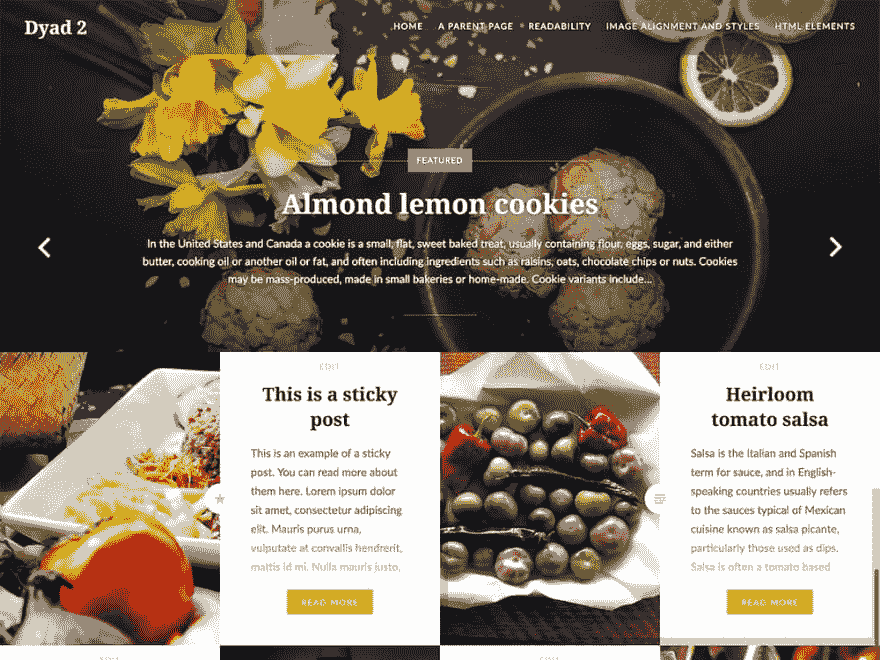 Dyad 2
HOME A PARENT PAGE READABILITY IMAGE ALIGNMENT AND STYLES HTML ELEMENTS
FEATURED
Almond lemon cookies
In the United States and Canada a cookie is a small, flat, sweet baked treat, usually containing flour, eggs, sugar, and either
butter, cooking oil or another oil or fat, and often including ingredients such as raisins, oats, chocolate chips or nuts. Cookies
may be mass-produced, made in small bakeries or home-made. Cookie variants include...
EDIT
This is a sticky
post
This is an example of a sticky
post. You can read more about
them here. Lorem ipsum dolor
sit amet, consectetur adipiscing
elit. Mauris purus urna,
vulputate at convallis hendrerit,
mattis id mi. Nulla mauris justo,
READ MORE
EDIT
Heirloom
tomato salsa
Salsa is the Italian and Spanish
term for sauce, and in English-
speaking countries usually refers
to the sauces typical of Mexican
cuisine known as salsa picante,
particularly those used as dips.
Salsa is often a tomato based
READ MORE